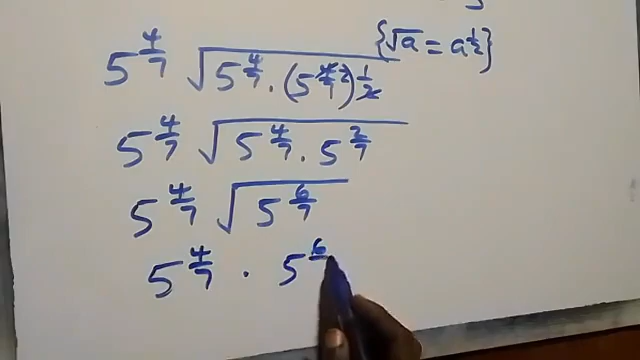 {√a = a^(1/2)}
5^(4/7) √(5^(4/7) · (5^(4/7))^(1/2))
5^(4/7) √(5^(4/7) · 5^(2/7))
5^(4/7) √(5^(6/7))
5^(4/7) · 5^6